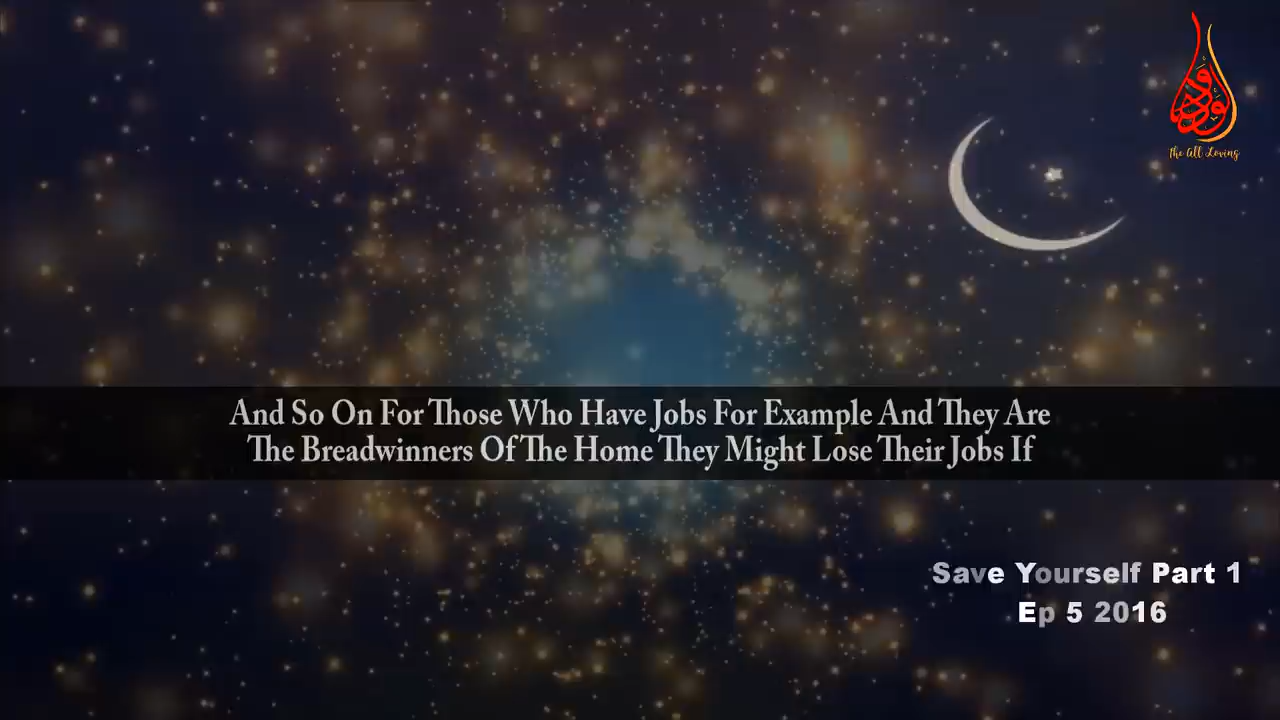 الودود
The All Loving
And So On For Those Who Have Jobs For Example And They Are
The Breadwinners Of The Home They Might Lose Their Jobs If
Save Yourself Part 1
Ep 5 2016